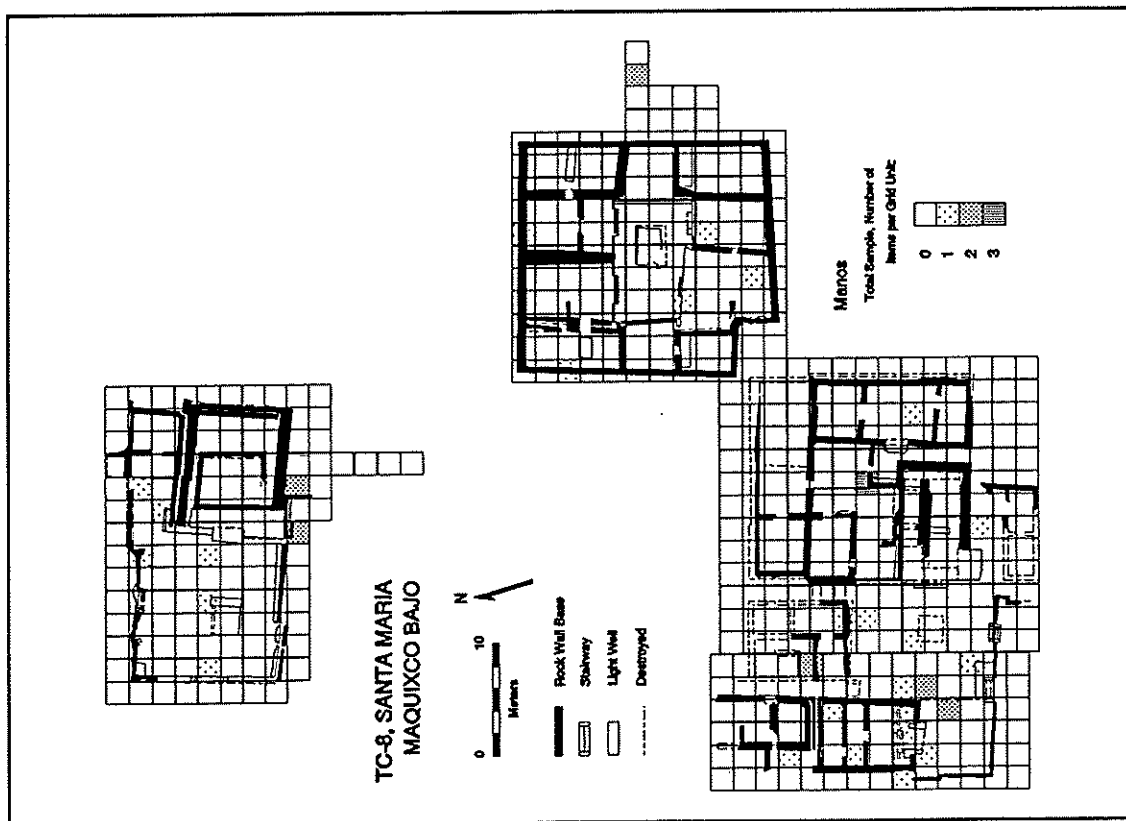 TC-8, SANTA MARIA
MAQUIXCO BAJO
N
0 10
Meters
Rock Wall Base
Stairway
Light Well
Destroyed
Manos
Total Sample, Number of
Items per Grid Unit:
0
1
2
3